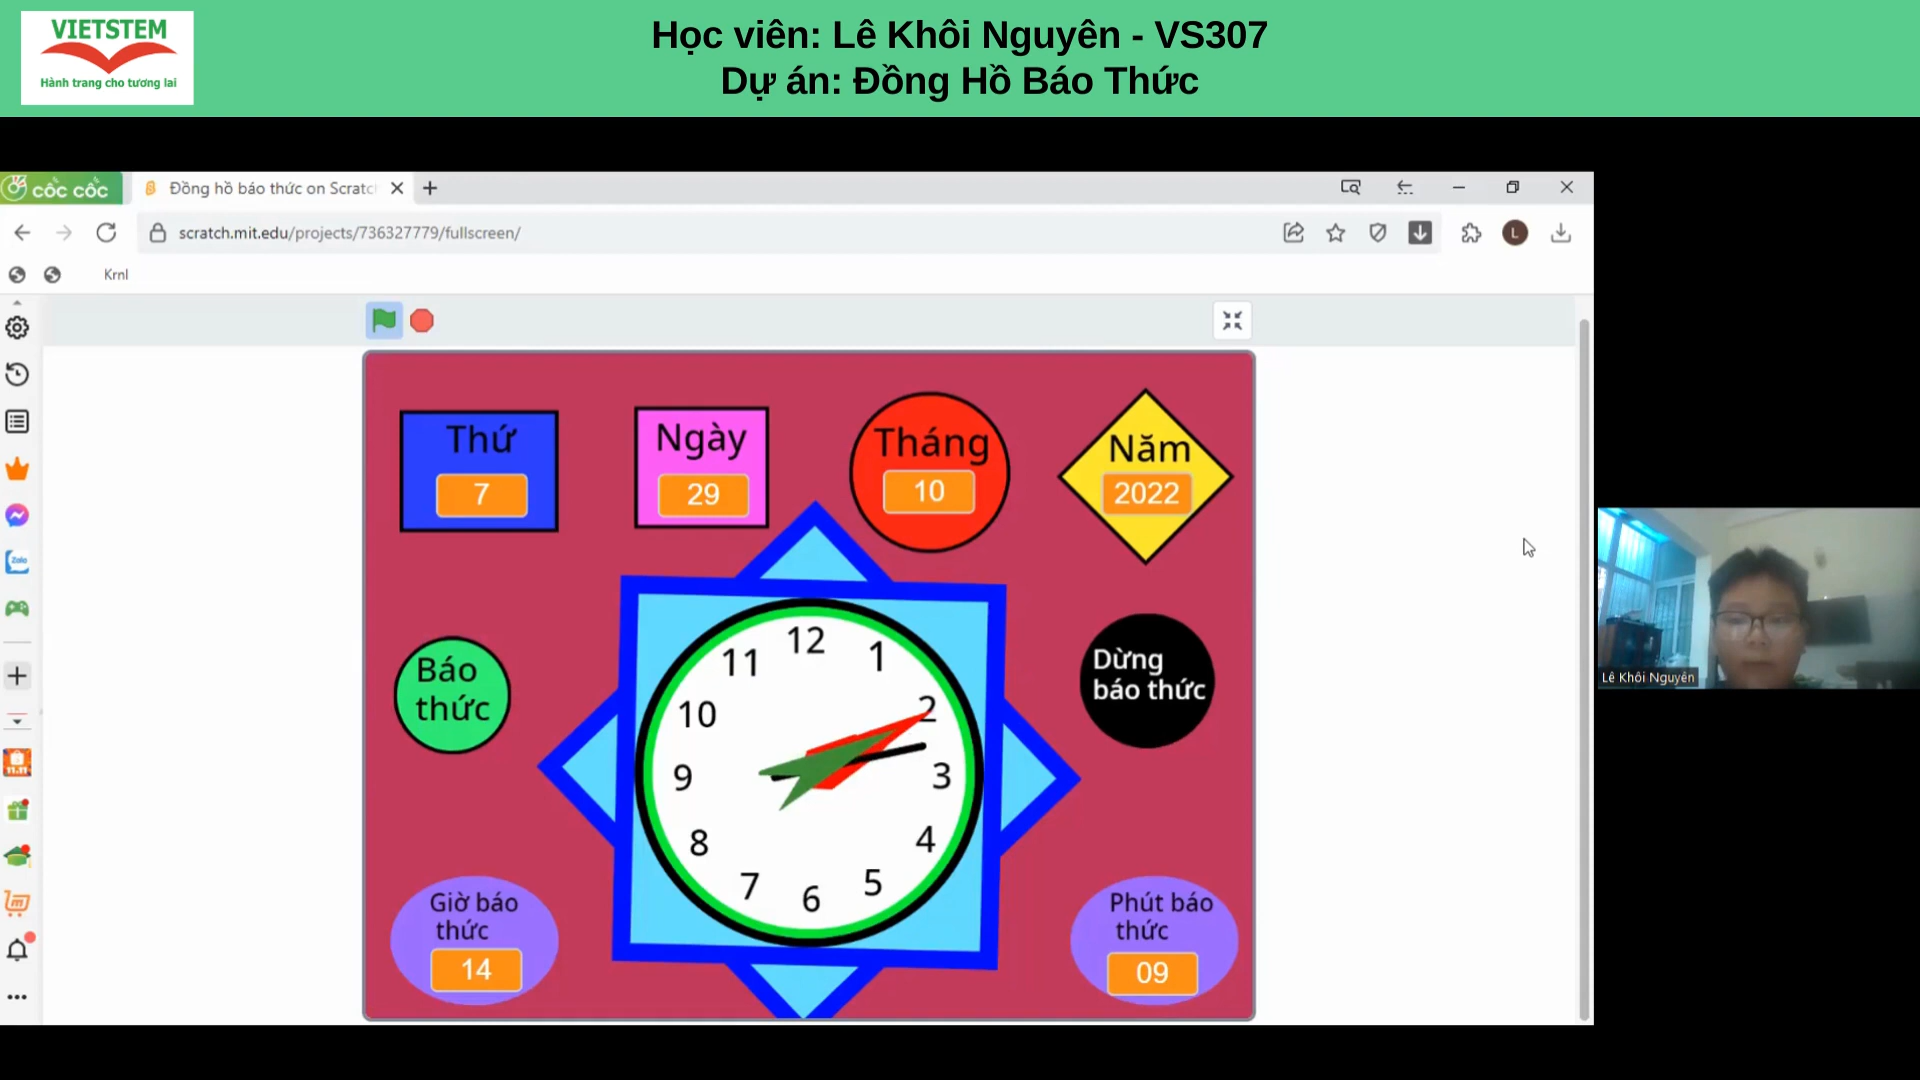 VIETSTEM
Hành trang cho tương lai
Học viên: Lê Khôi Nguyên - VS307
Dự án: Đồng Hồ Báo Thức
cốc cốc
Đồng hồ báo thức on Scratc
scratch.mit.edu/projects/736327779/fullscreen/
L
Krnl
Zalo
11.11
Thứ
7
Ngày
29
Tháng
10
Năm
2022
Báo
thức
12
1
2
3
4
5
6
7
8
9
10
11
Dừng
báo thức
Giờ báo
thức
14
Phút báo
thức
09
Lê Khôi Nguyên